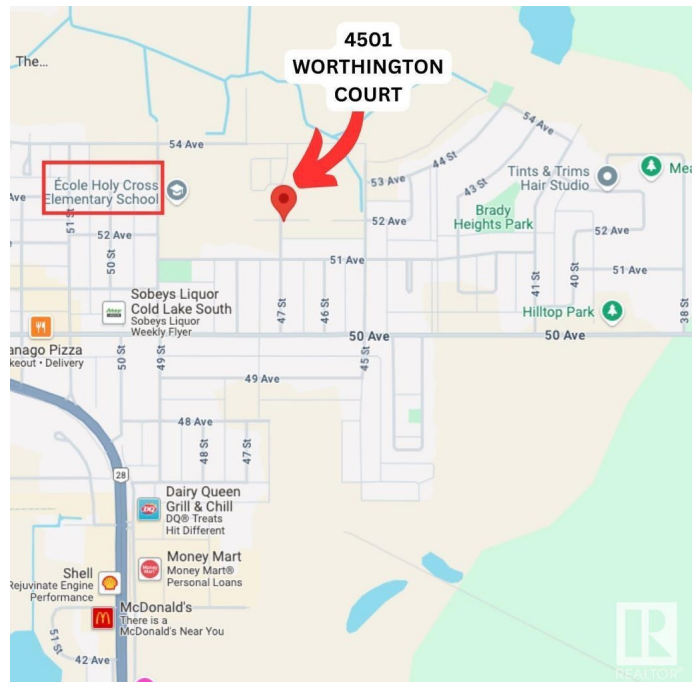 4501
WORTHINGTON
COURT
The...
54 Ave
54 Ave
École Holy Cross
Elementary School
51 St
Ave
53 Ave
44 St
43 St
Tints & Trims
Hair Studio
Mea
52 Ave
50 St
52 Ave
Brady
Heights Park
52 Ave
51 Ave
51 Ave
41 St
40 St
38 St
Sobeys Liquor
Cold Lake South
Sobeys Liquor
Weekly Flyer
47 St
46 St
Hilltop Park
50 Ave
50 Ave
anago Pizza
keout • Delivery
50 St
49 St
45 St
49 Ave
48 Ave
48 St
47 St
28
Dairy Queen
Grill & Chill
DQ® Treats
Hit Different
DQ
Money Mart
Money Mart®
Personal Loans
Shell
Rejuvinate Engine
Performance
McDonald's
There is a
McDonald's Near You
51 St
42 Ave
R
REALTOR®